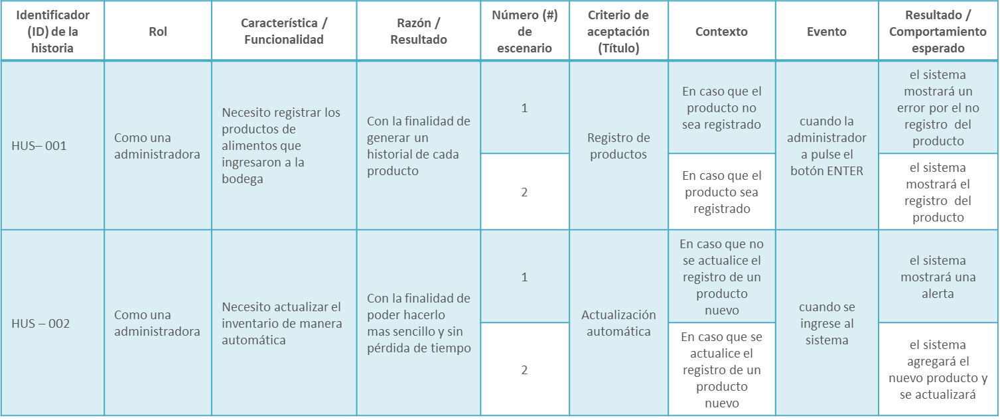 Identificador
(ID) de la
historia
Rol
Característica /
Funcionalidad
Razón /
Resultado
Número (#)
de
escenario
Criterio de
aceptación
(Título)
Contexto
Evento
Resultado /
Comportamiento
esperado
HUS– 001
Como una
administradora
Necesito registrar los
productos de
alimentos que
ingresaron a la
bodega
Con la finalidad de
generar un
historial de cada
producto
1
Registro de
productos
En caso que el
producto no
sea registrado
cuando la
administrador
a pulse el
botón ENTER
el sistema
mostrará un
error por el no
registro  del
producto
2
En caso que el
producto sea
registrado
el sistema
mostrará el
registro  del
producto
HUS – 002
Como una
administradora
Necesito actualizar el
inventario de manera
automática
Con la finalidad de
poder hacerlo
mas sencillo y sin
pérdida de tiempo
1
Actualización
automática
En caso que no
se actualice el
registro de un
producto
nuevo
cuando se
ingrese al
sistema
el sistema
mostrará una
alerta
2
En caso que se
actualice el
registro de un
producto
nuevo
el sistema
agregará el
nuevo producto y
se actualizará